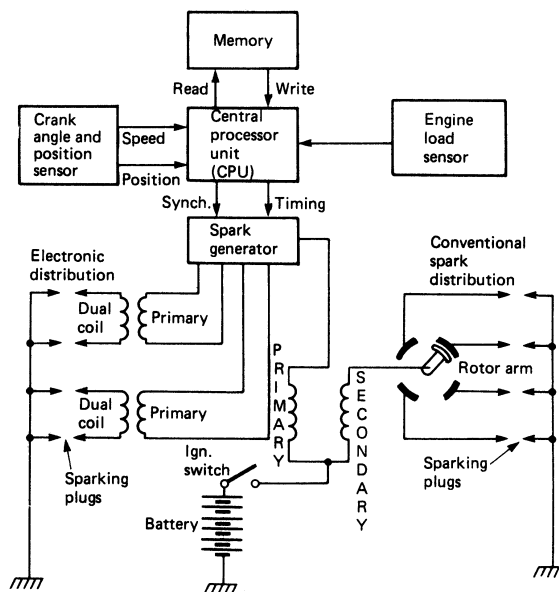 Memory
Read
Write
Crank
angle and
position
sensor
Speed
Position
Central
processor
unit
(CPU)
Engine
load
sensor
Synch.
Timing
Spark
generator
Electronic
distribution
Dual
coil
Primary
Dual
coil
Primary
Sparking
plugs
Ign.
switch
Battery
PRIMARY
SECONDARY
Conventional
spark
distribution
Rotor arm
Sparking
plugs